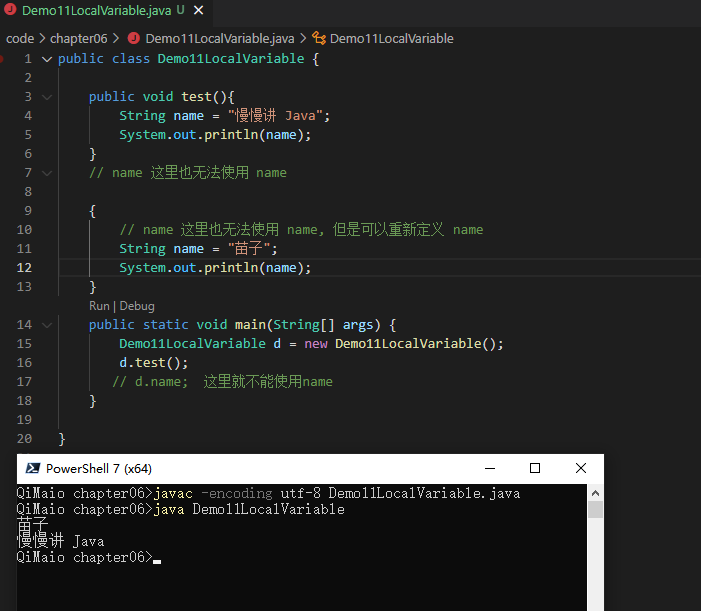 Demo11LocalVariable.java U
code > chapter06 > Demo11LocalVariable.java > Demo11LocalVariable
1 public class Demo11LocalVariable {
2
3 public void test(){
4 String name = "慢慢讲 Java";
5 System.out.println(name);
6 }
7 // name 这里也无法使用 name
8
9 {
10 // name 这里也无法使用 name, 但是可以重新定义 name
11 String name = "苗子";
12 System.out.println(name);
13 }
Run | Debug
14 public static void main(String[] args) {
15 Demo11LocalVariable d = new Demo11LocalVariable();
16 d.test();
17 // d.name; 这里就不能使用name
18 }
19
20 }
PowerShell 7 (x64)
QiMaio chapter06>javac -encoding utf-8 Demo11LocalVariable.java
QiMaio chapter06>java Demo11LocalVariable
苗子
慢慢讲 Java
QiMaio chapter06>